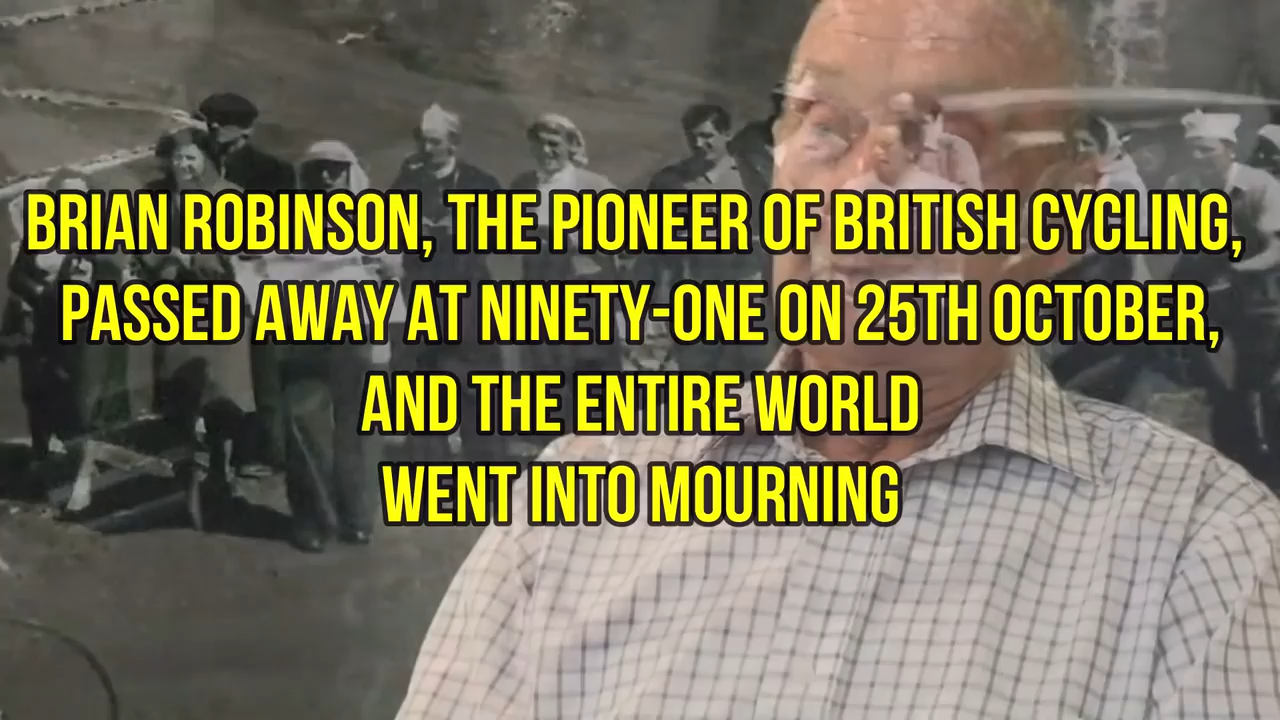 BRIAN ROBINSON, THE PIONEER OF BRITISH CYCLING,
PASSED AWAY AT NINETY-ONE ON 25TH OCTOBER,
AND THE ENTIRE WORLD
WENT INTO MOURNING